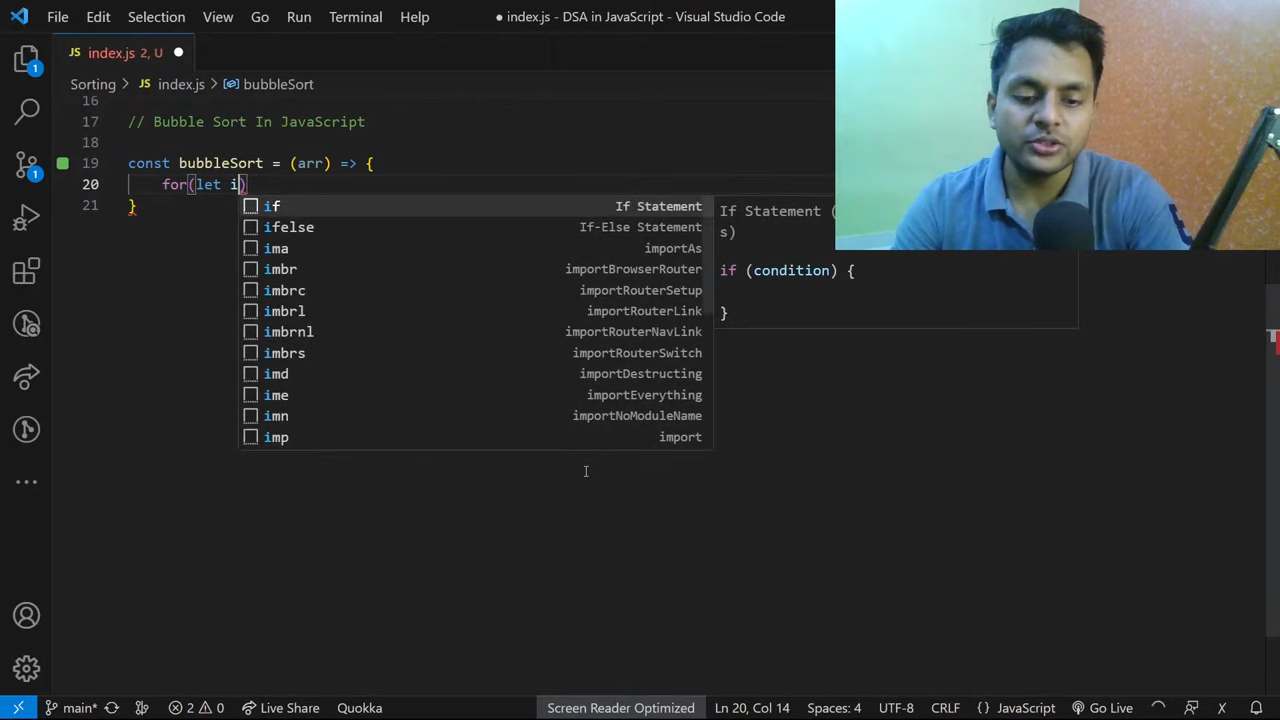 File Edit Selection View Go Run Terminal Help
● index.js - DSA in JavaScript - Visual Studio Code
JS index.js 2, U ●
Sorting > JS index.js > bubbleSort
16
17 // Bubble Sort In JavaScript
18
19 const bubbleSort = (arr) => {
20 for(let i)
21 }
if If Statement
ifelse If-Else Statement
ima importAs
imbr importBrowserRouter
imbrc importRouterSetup
imbrl importRouterLink
imbrnl importRouterNavLink
imbrs importRouterSwitch
imd importDestructing
ime importEverything
imn importNoModuleName
imp import
If Statement (
s)
if (condition) {
}
1
1
main* 2 0 Live Share Quokka Screen Reader Optimized Ln 20, Col 14 Spaces: 4 UTF-8 CRLF {} JavaScript Go Live